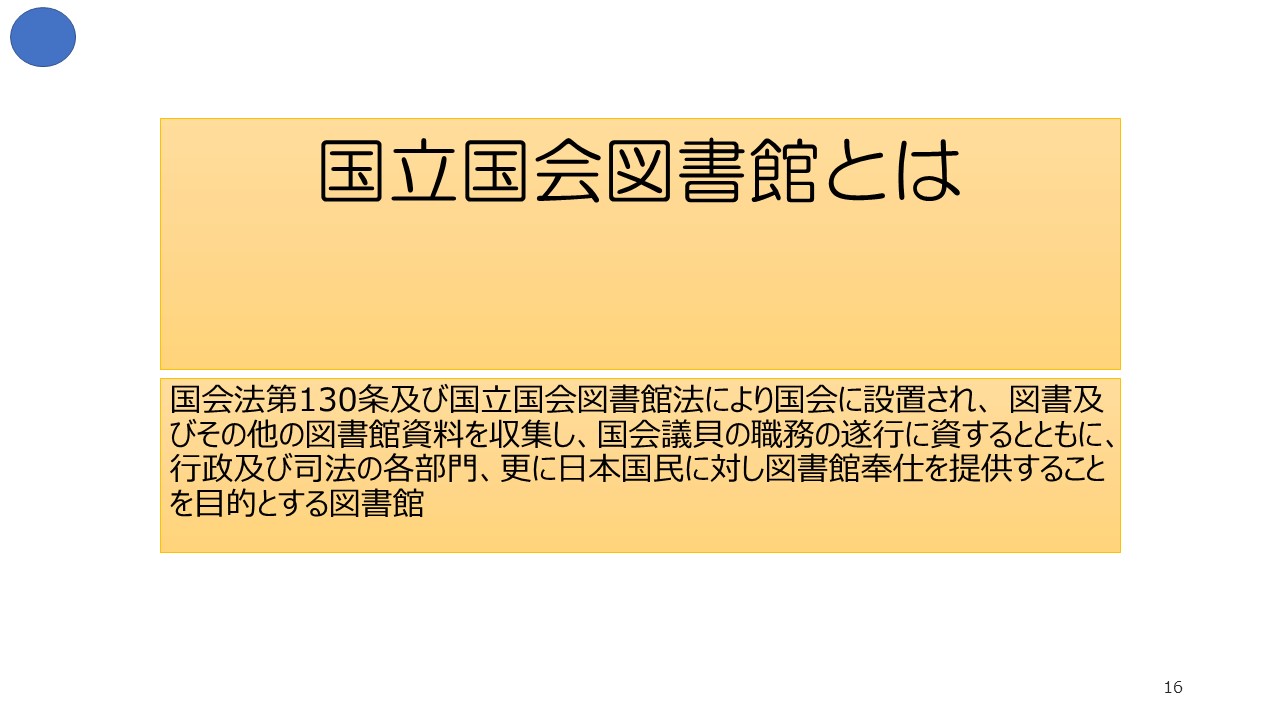 国立国会図書館とは
国会法第130条及び国立国会図書館法により国会に設置され、図書及
びその他の図書館資料を収集し、国会議貝の職務の遂行に資するとともに、
行政及び司法の各部門、更に日本国民に対し図書館奉仕を提供すること
を目的とする図書館
16